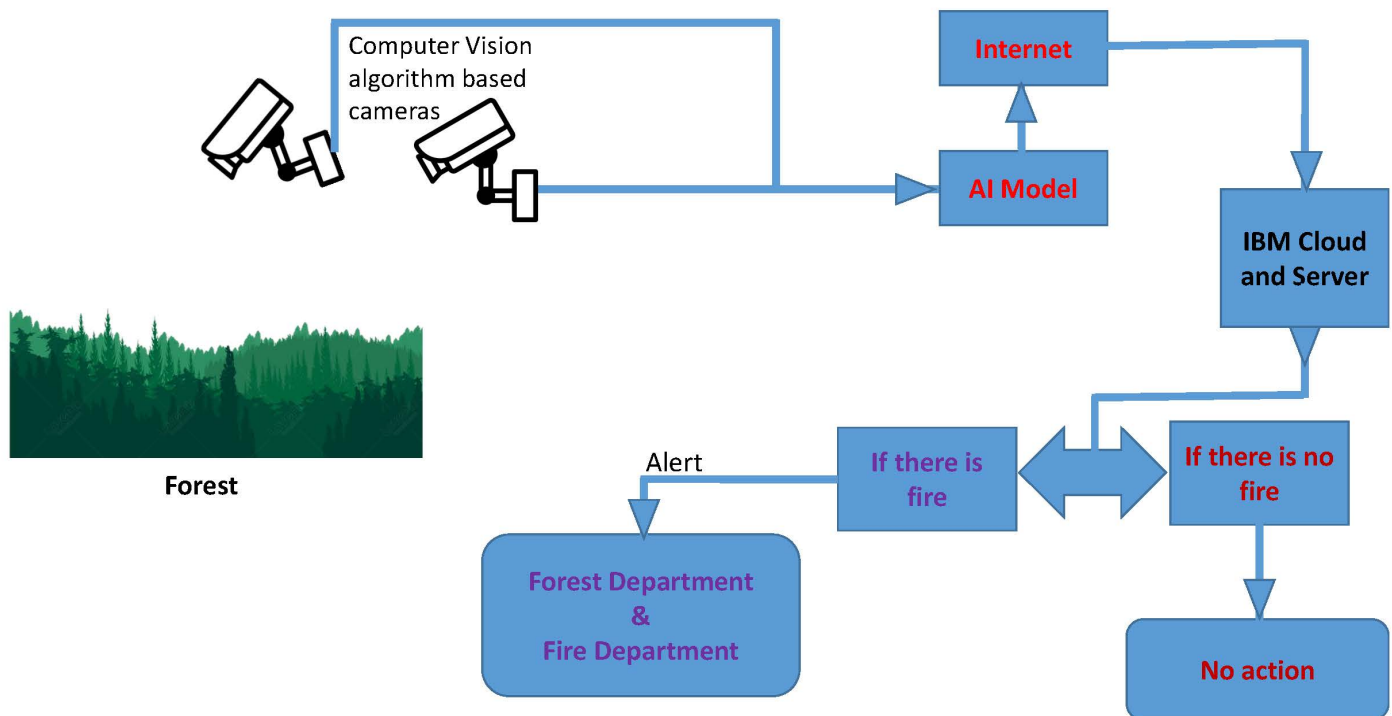 Computer Vision
algorithm based
cameras
Internet
AI Model
IBM Cloud
and Server
Forest
Alert
If there is
fire
If there is no
fire
Forest Department
&
Fire Department
No action